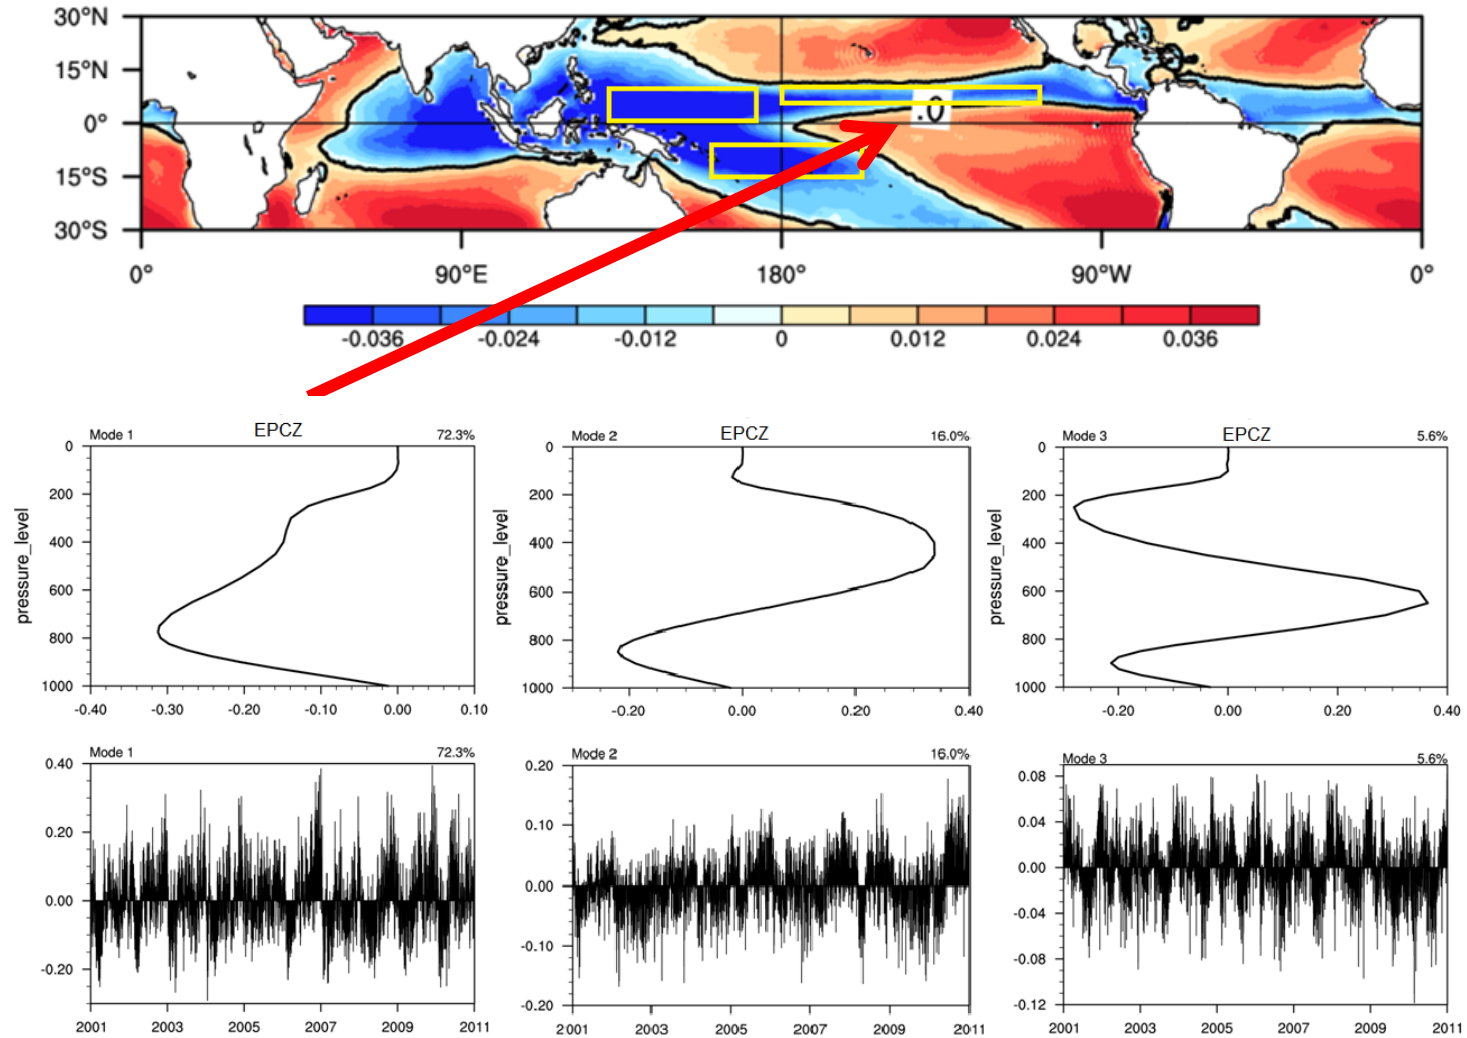 30°N
15°N
0°
15°S
30°S
.0
0° 90°E 180° 90°W 0°
-0.036 -0.024 -0.012 0 0.012 0.024 0.036
Mode 1 EPCZ 72.3%
0
200
400
600
800
1000
pressure_level
-0.40 -0.30 -0.20 -0.10 0.00 0.10
Mode 2 EPCZ 16.0%
0
200
400
600
800
1000
pressure_level
-0.20 0.00 0.20 0.40
Mode 3 EPCZ 5.6%
0
200
400
600
800
1000
pressure_level
-0.20 0.00 0.20 0.40
Mode 1 72.3%
0.40
0.20
0.00
-0.20
2001 2003 2005 2007 2009 2011
Mode 2 16.0%
0.20
0.10
0.00
-0.10
-0.20
2001 2003 2005 2007 2009 2011
Mode 3 5.6%
0.08
0.04
0.00
-0.04
-0.08
-0.12
2001 2003 2005 2007 2009 2011